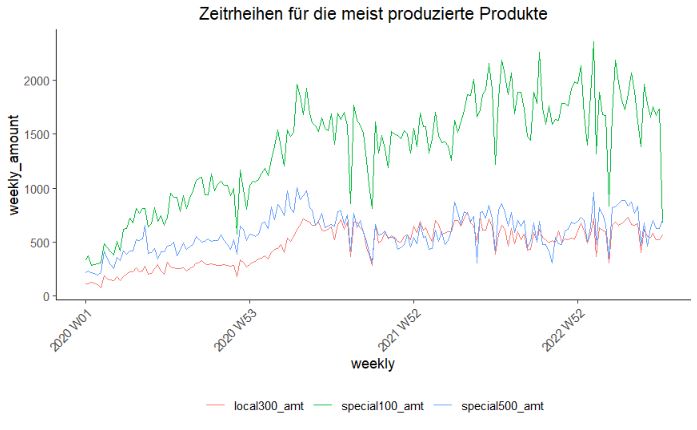 Zeitrheihen für die meist produzierte Produkte
weekly_amount
2000
1500
1000
500
0
2020 W01
2020 W53
2021 W52
2022 W52
weekly
local300_amt
special100_amt
special500_amt